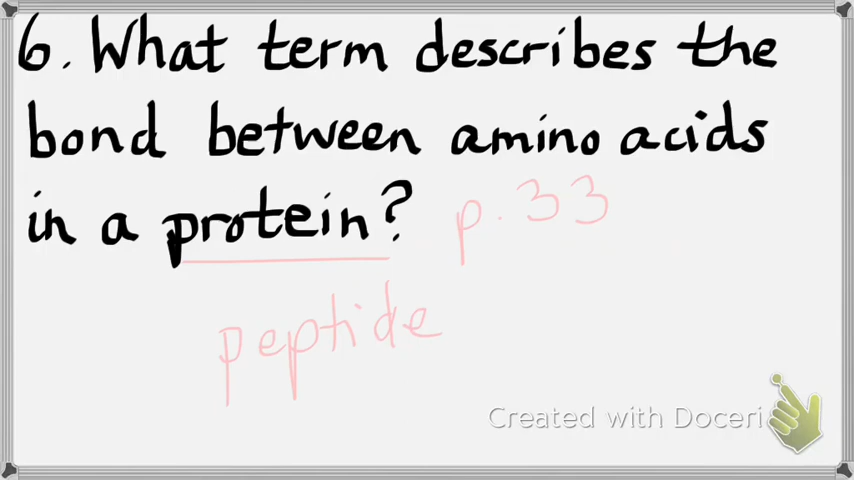 6. What term describes the
bond between amino acids
in a protein? p. 33
peptide
Created with Doceri